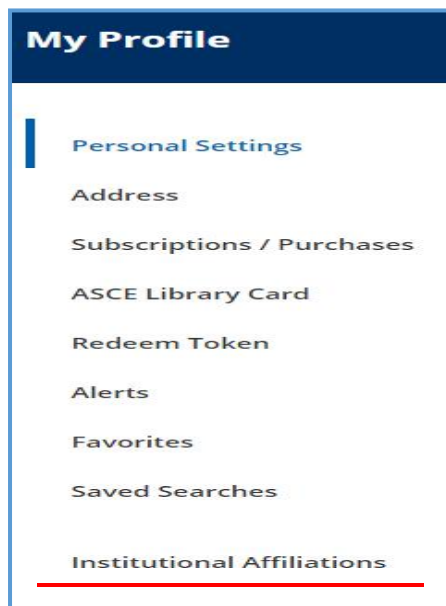 My Profile
Personal Settings
Address
Subscriptions / Purchases
ASCE Library Card
Redeem Token
Alerts
Favorites
Saved Searches
Institutional Affiliations